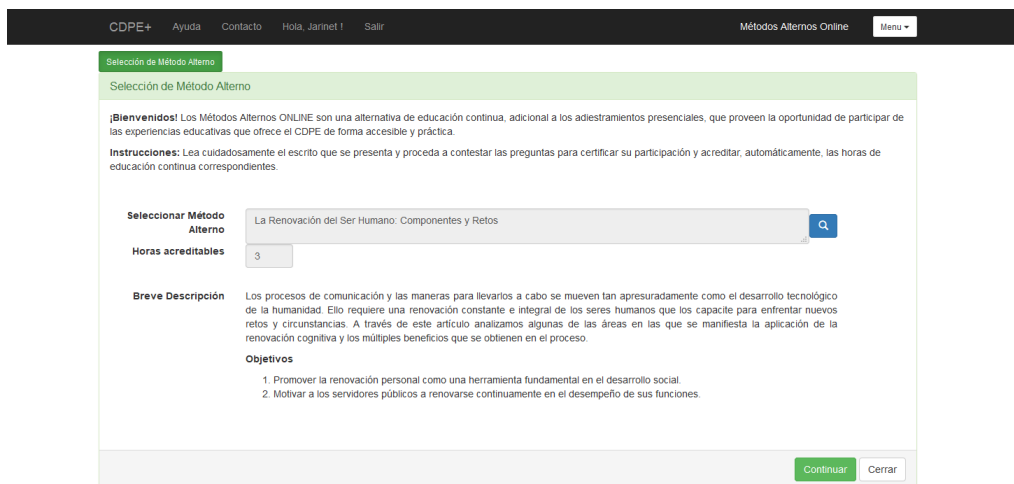 CDPE+ Ayuda Contacto Hola, Jarinet ! Salir Métodos Alternos Online Menu
Selección de Método Alterno
Selección de Método Alterno
¡Bienvenidos! Los Métodos Alternos ONLINE son una alternativa de educación continua, adicional a los adiestramientos presenciales, que proveen la oportunidad de participar de
las experiencias educativas que ofrece el CDPE de forma accesible y práctica.
Instrucciones: Lea cuidadosamente el escrito que se presenta y proceda a contestar las preguntas para certificar su participación y acreditar, automáticamente, las horas de
educación continua correspondientes.
Seleccionar Método
Alterno
La Renovación del Ser Humano: Componentes y Retos
Horas acreditables
3
Breve Descripción
Los procesos de comunicación y las maneras para llevarlos a cabo se mueven tan apresuradamente como el desarrollo tecnológico
de la humanidad. Ello requiere una renovación constante e integral de los seres humanos que los capacite para enfrentar nuevos
retos y circunstancias. A través de este artículo analizamos algunas de las áreas en las que se manifiesta la aplicación de la
renovación cognitiva y los múltiples beneficios que se obtienen en el proceso.
Objetivos
1. Promover la renovación personal como una herramienta fundamental en el desarrollo social.
2. Motivar a los servidores públicos a renovarse continuamente en el desempeño de sus funciones.
Continuar Cerrar